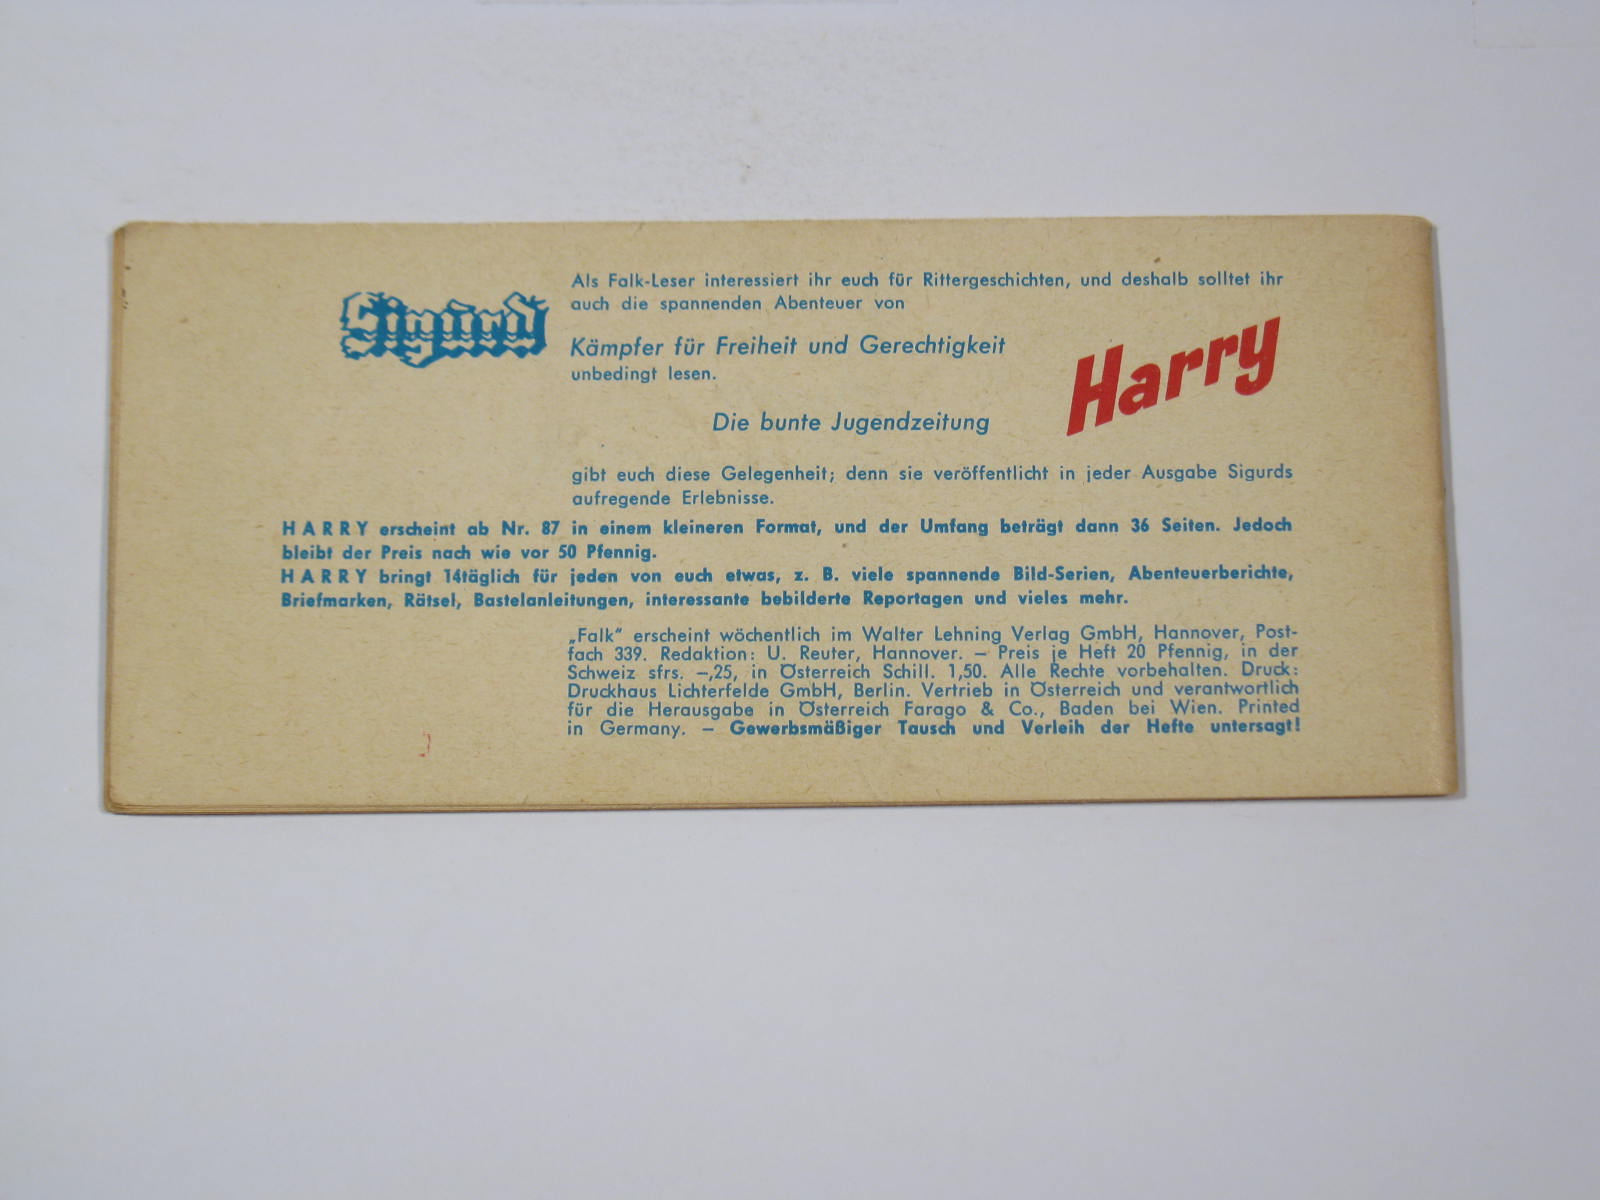 Als Falk-Leser interessiert ihr euch für Rittergeschichten, und deshalb solltet ihr
auch die spannenden Abenteuer von
Sigurd
Kämpfer für Freiheit und Gerechtigkeit
unbedingt lesen.
Harry
Die bunte Jugendzeitung
gibt euch diese Gelegenheit; denn sie veröffentlicht in jeder Ausgabe Sigurds
aufregende Erlebnisse.
HARRY erscheint ab Nr. 87 in einem kleineren Format, und der Umfang beträgt dann 36 Seiten. Jedoch
bleibt der Preis nach wie vor 50 Pfennig.
HARRY bringt 14täglich für jeden von euch etwas, z. B. viele spannende Bild-Serien, Abenteuerberichte,
Briefmarken, Rätsel, Bastelanleitungen, interessante bebilderte Reportagen und vieles mehr.
„Falk" erscheint wöchentlich im Walter Lehning Verlag GmbH, Hannover, Post-
fach 339. Redaktion: U. Reuter, Hannover. – Preis je Heft 20 Pfennig, in der
Schweiz sfrs. –,25, in Österreich Schill. 1,50. Alle Rechte vorbehalten. Druck:
Druckhaus Lichterfelde GmbH, Berlin. Vertrieb in Österreich und verantwortlich
für die Herausgabe in Österreich Farago & Co., Baden bei Wien. Printed
in Germany. – Gewerbsmäßiger Tausch und Verleih der Hefte untersagt!